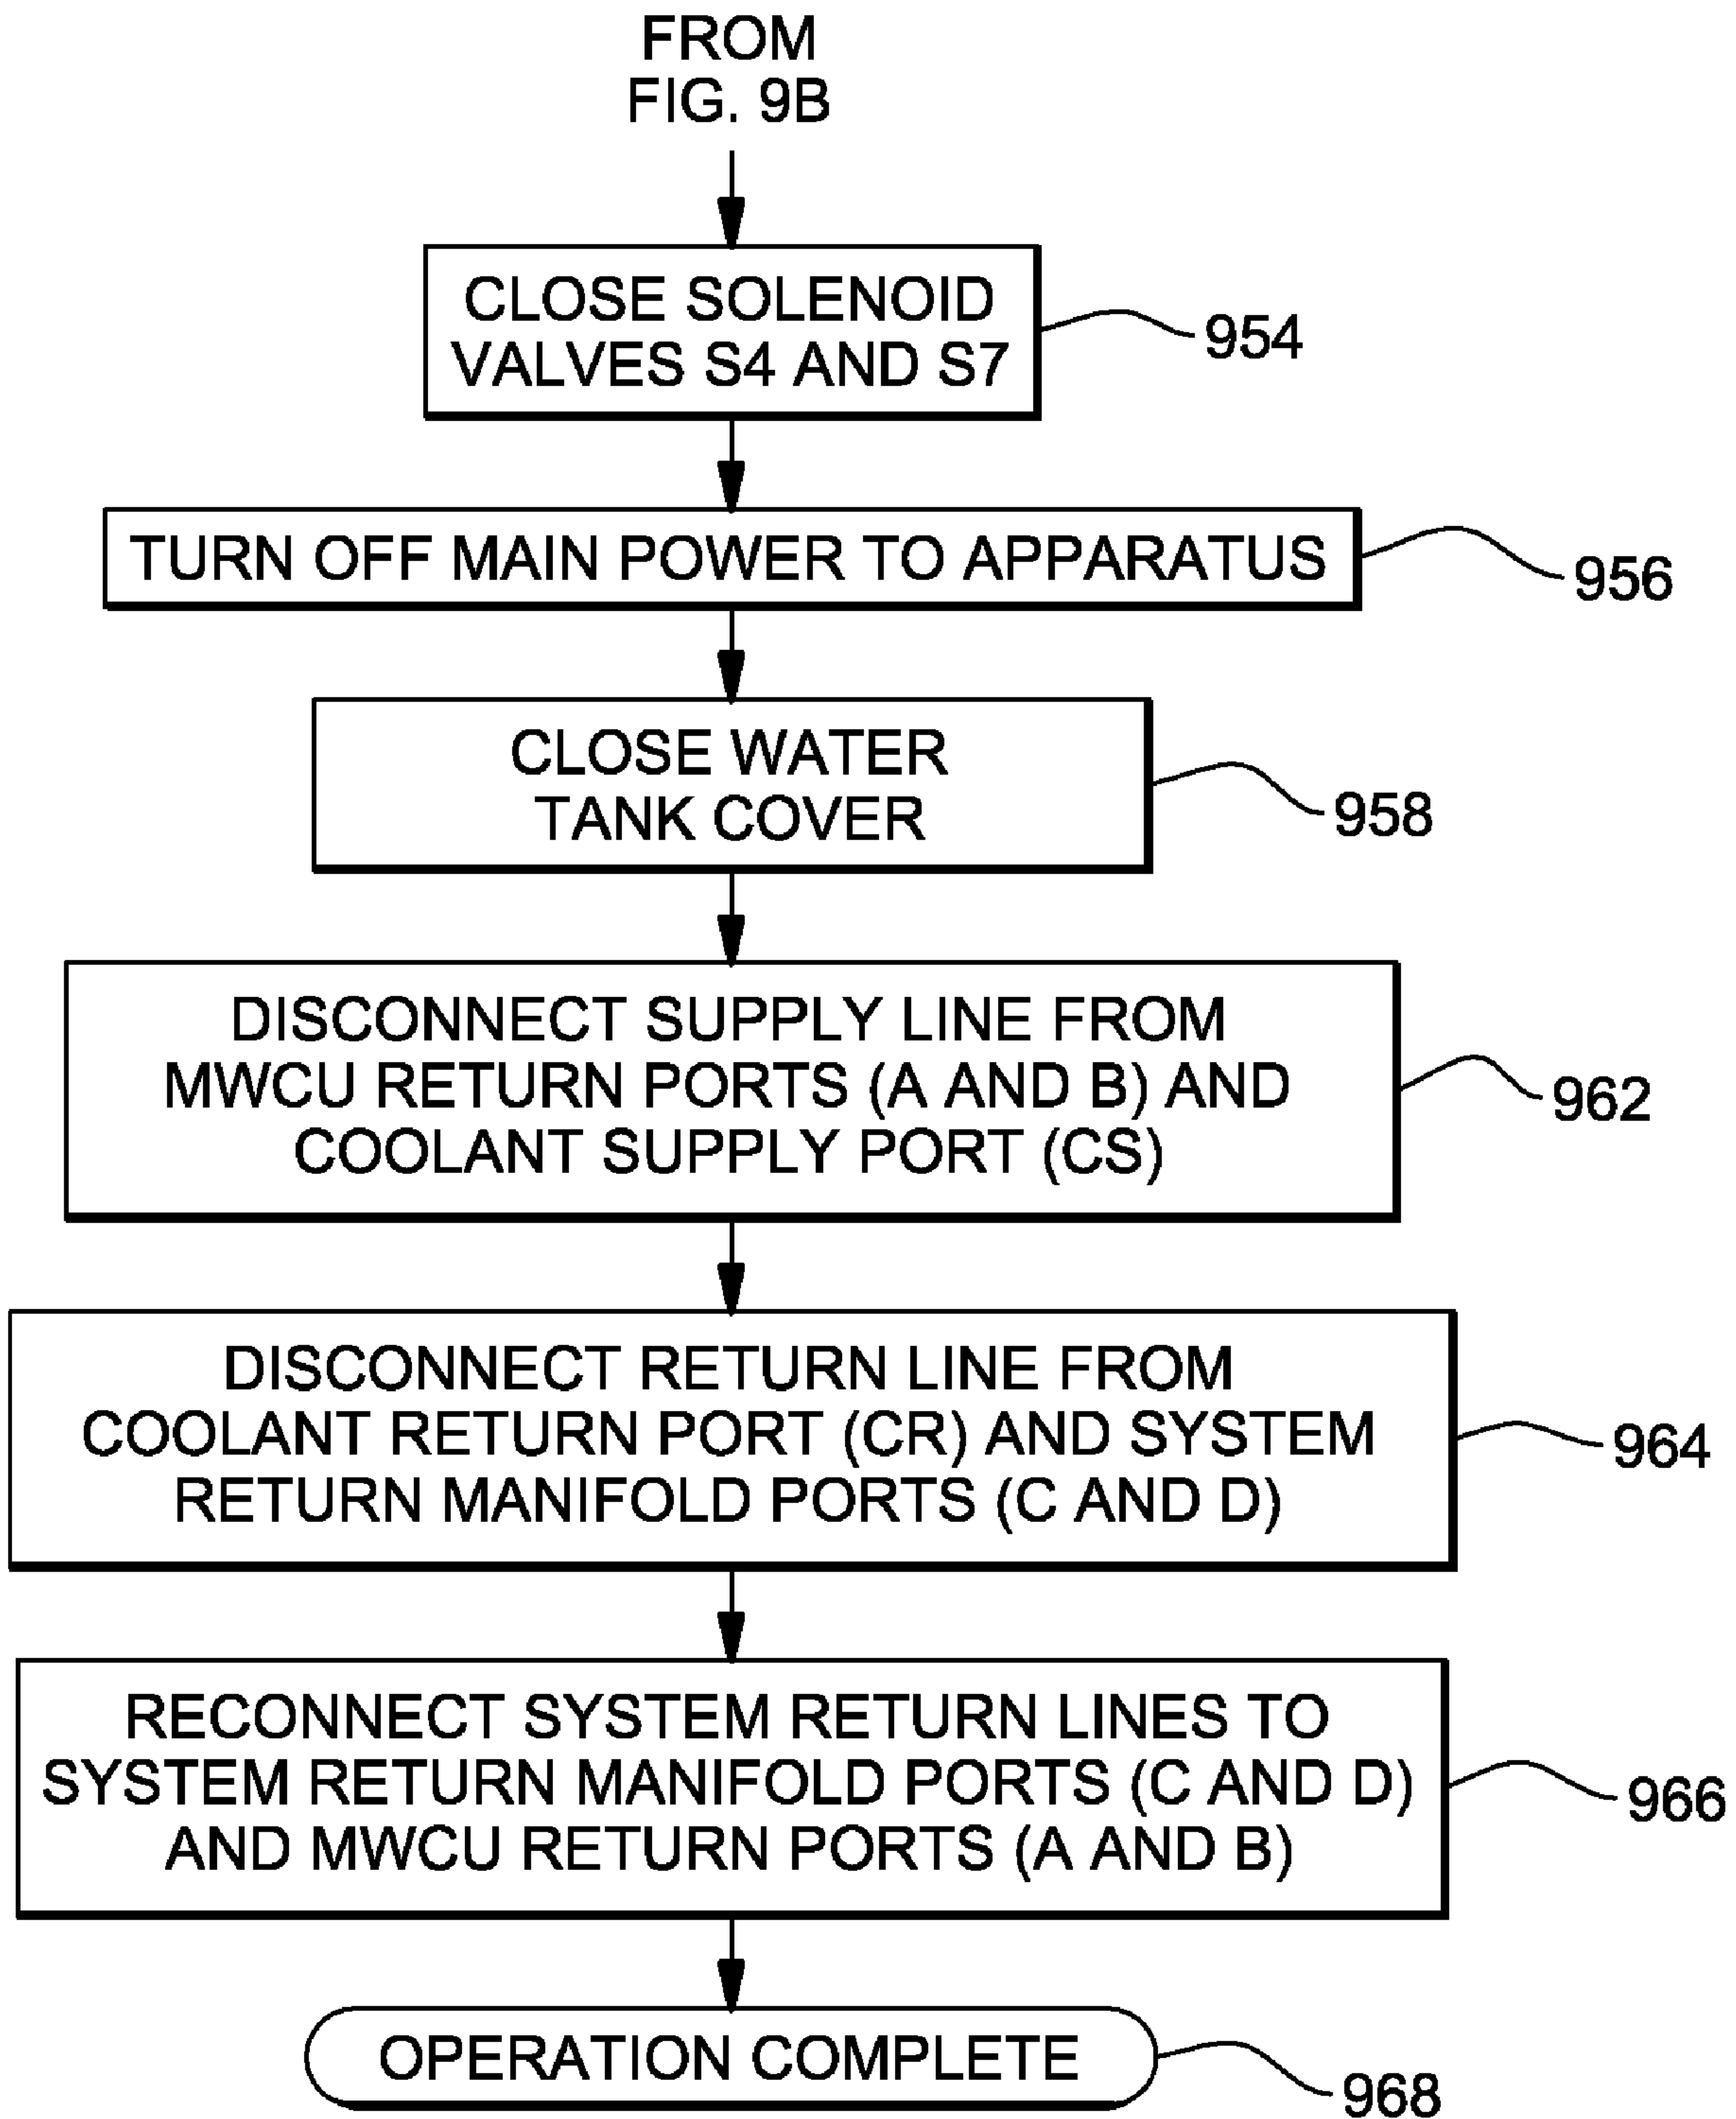 FROM
FIG. 9B
CLOSE SOLENOID
VALVES S4 AND S7
954
TURN OFF MAIN POWER TO APPARATUS
956
CLOSE WATER
TANK COVER
958
DISCONNECT SUPPLY LINE FROM
MWCU RETURN PORTS (A AND B) AND
COOLANT SUPPLY PORT (CS)
962
DISCONNECT RETURN LINE FROM
COOLANT RETURN PORT (CR) AND SYSTEM
RETURN MANIFOLD PORTS (C AND D)
964
RECONNECT SYSTEM RETURN LINES TO
SYSTEM RETURN MANIFOLD PORTS (C AND D)
AND MWCU RETURN PORTS (A AND B)
966
OPERATION COMPLETE
968